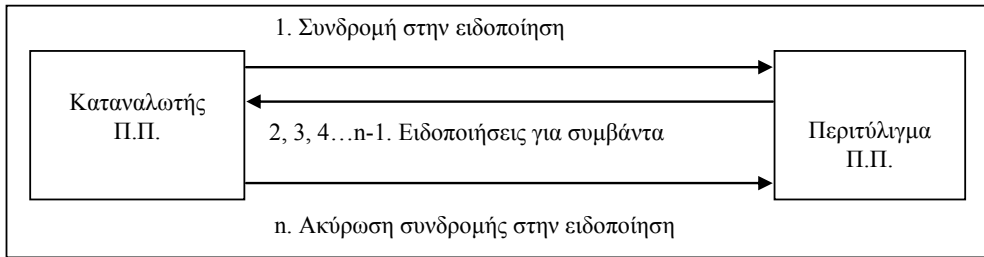 1. Συνδρομή στην ειδοποίηση
Καταναλωτής
Π.Π.
2, 3, 4…n-1. Ειδοποιήσεις για συμβάντα
Περιτύλιγμα
Π.Π.
n. Ακύρωση συνδρομής στην ειδοποίηση